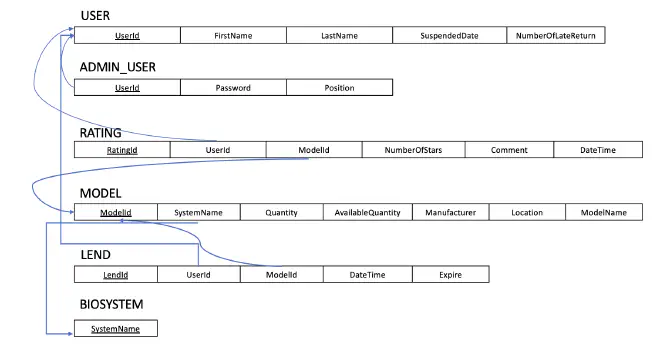 USER
UserId FirstName LastName SuspendedDate NumberOfLateReturn
ADMIN_USER
UserId Password Position
RATING
RatingId UserId ModelId NumberOfStars Comment DateTime
MODEL
ModelId SystemName Quantity AvailableQuantity Manufacturer Location ModelName
LEND
LendId UserId ModelId DateTime Expire
BIOSYSTEM
SystemName